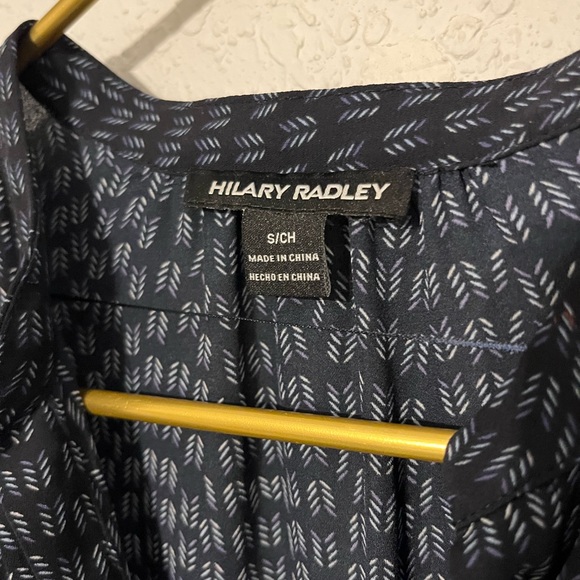 HILARY RADLEY
S/CH
MADE IN CHINA
HECHO EN CHINA